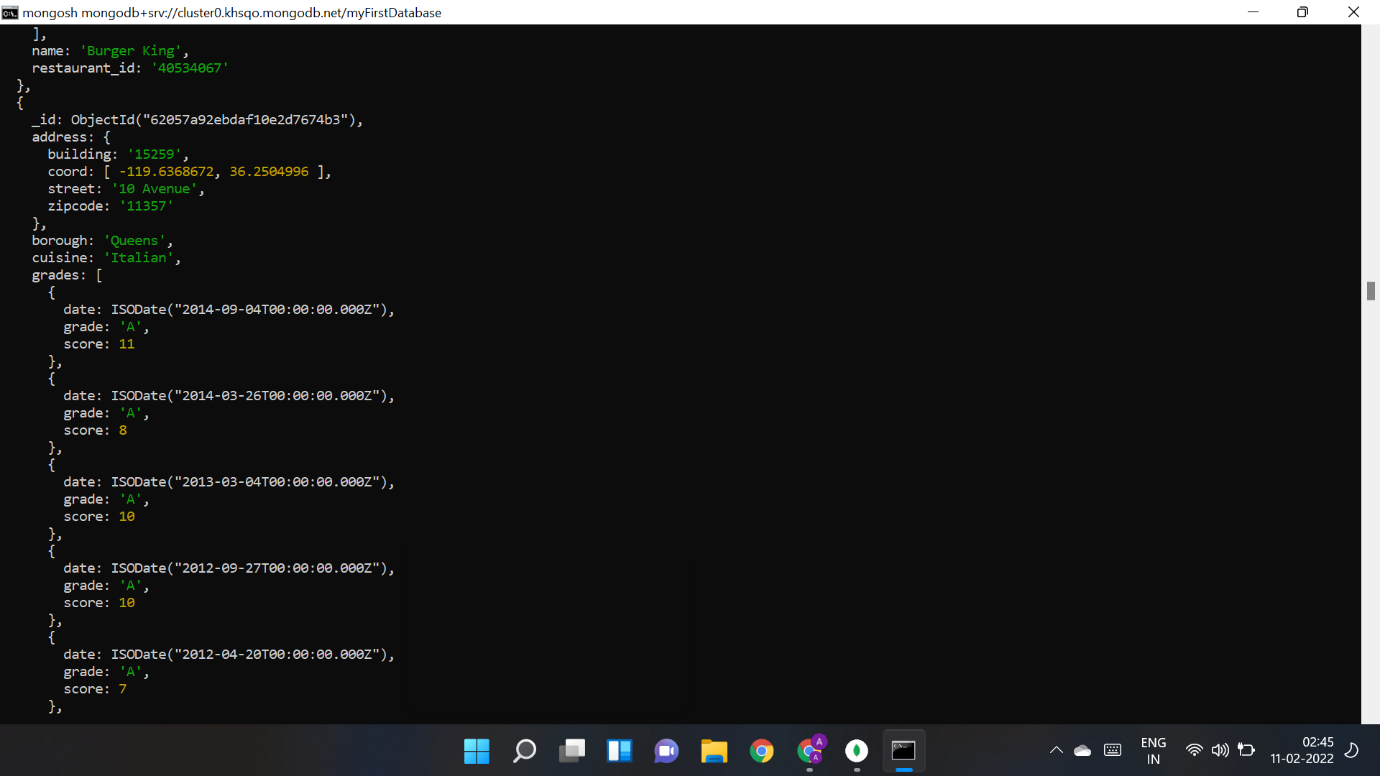 mongosh mongodb+srv://cluster0.khsqo.mongodb.net/myFirstDatabase
],
name: 'Burger King',
restaurant_id: '40534067'
},
{
_id: ObjectId("62057a92ebdaf10e2d7674b3"),
address: {
building: '15259',
coord: [ -119.6368672, 36.2504996 ],
street: '10 Avenue',
zipcode: '11357'
},
borough: 'Queens',
cuisine: 'Italian',
grades: [
{
date: ISODate("2014-09-04T00:00:00.000Z"),
grade: 'A',
score: 11
},
{
date: ISODate("2014-03-26T00:00:00.000Z"),
grade: 'A',
score: 8
},
{
date: ISODate("2013-03-04T00:00:00.000Z"),
grade: 'A',
score: 10
},
{
date: ISODate("2012-09-27T00:00:00.000Z"),
grade: 'A',
score: 10
},
{
date: ISODate("2012-04-20T00:00:00.000Z"),
grade: 'A',
score: 7
},
A
A
ENG
IN
02:45
11-02-2022